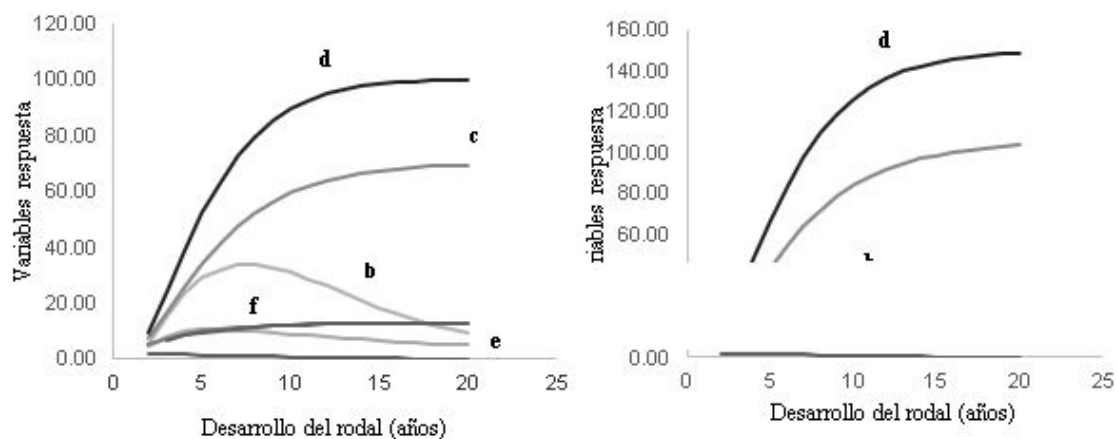 120.00
100.00
80.00
60.00
40.00
20.00
0.00
Variables respuesta
d
c
b
f
e
0 5 10 15 20 25
Desarrollo del rodal (años)
160.00
140.00
120.00
100.00
80.00
60.00
0.00
riables respuesra
d
0 5 10 15 20 25
Desarrollo del rodal (años)